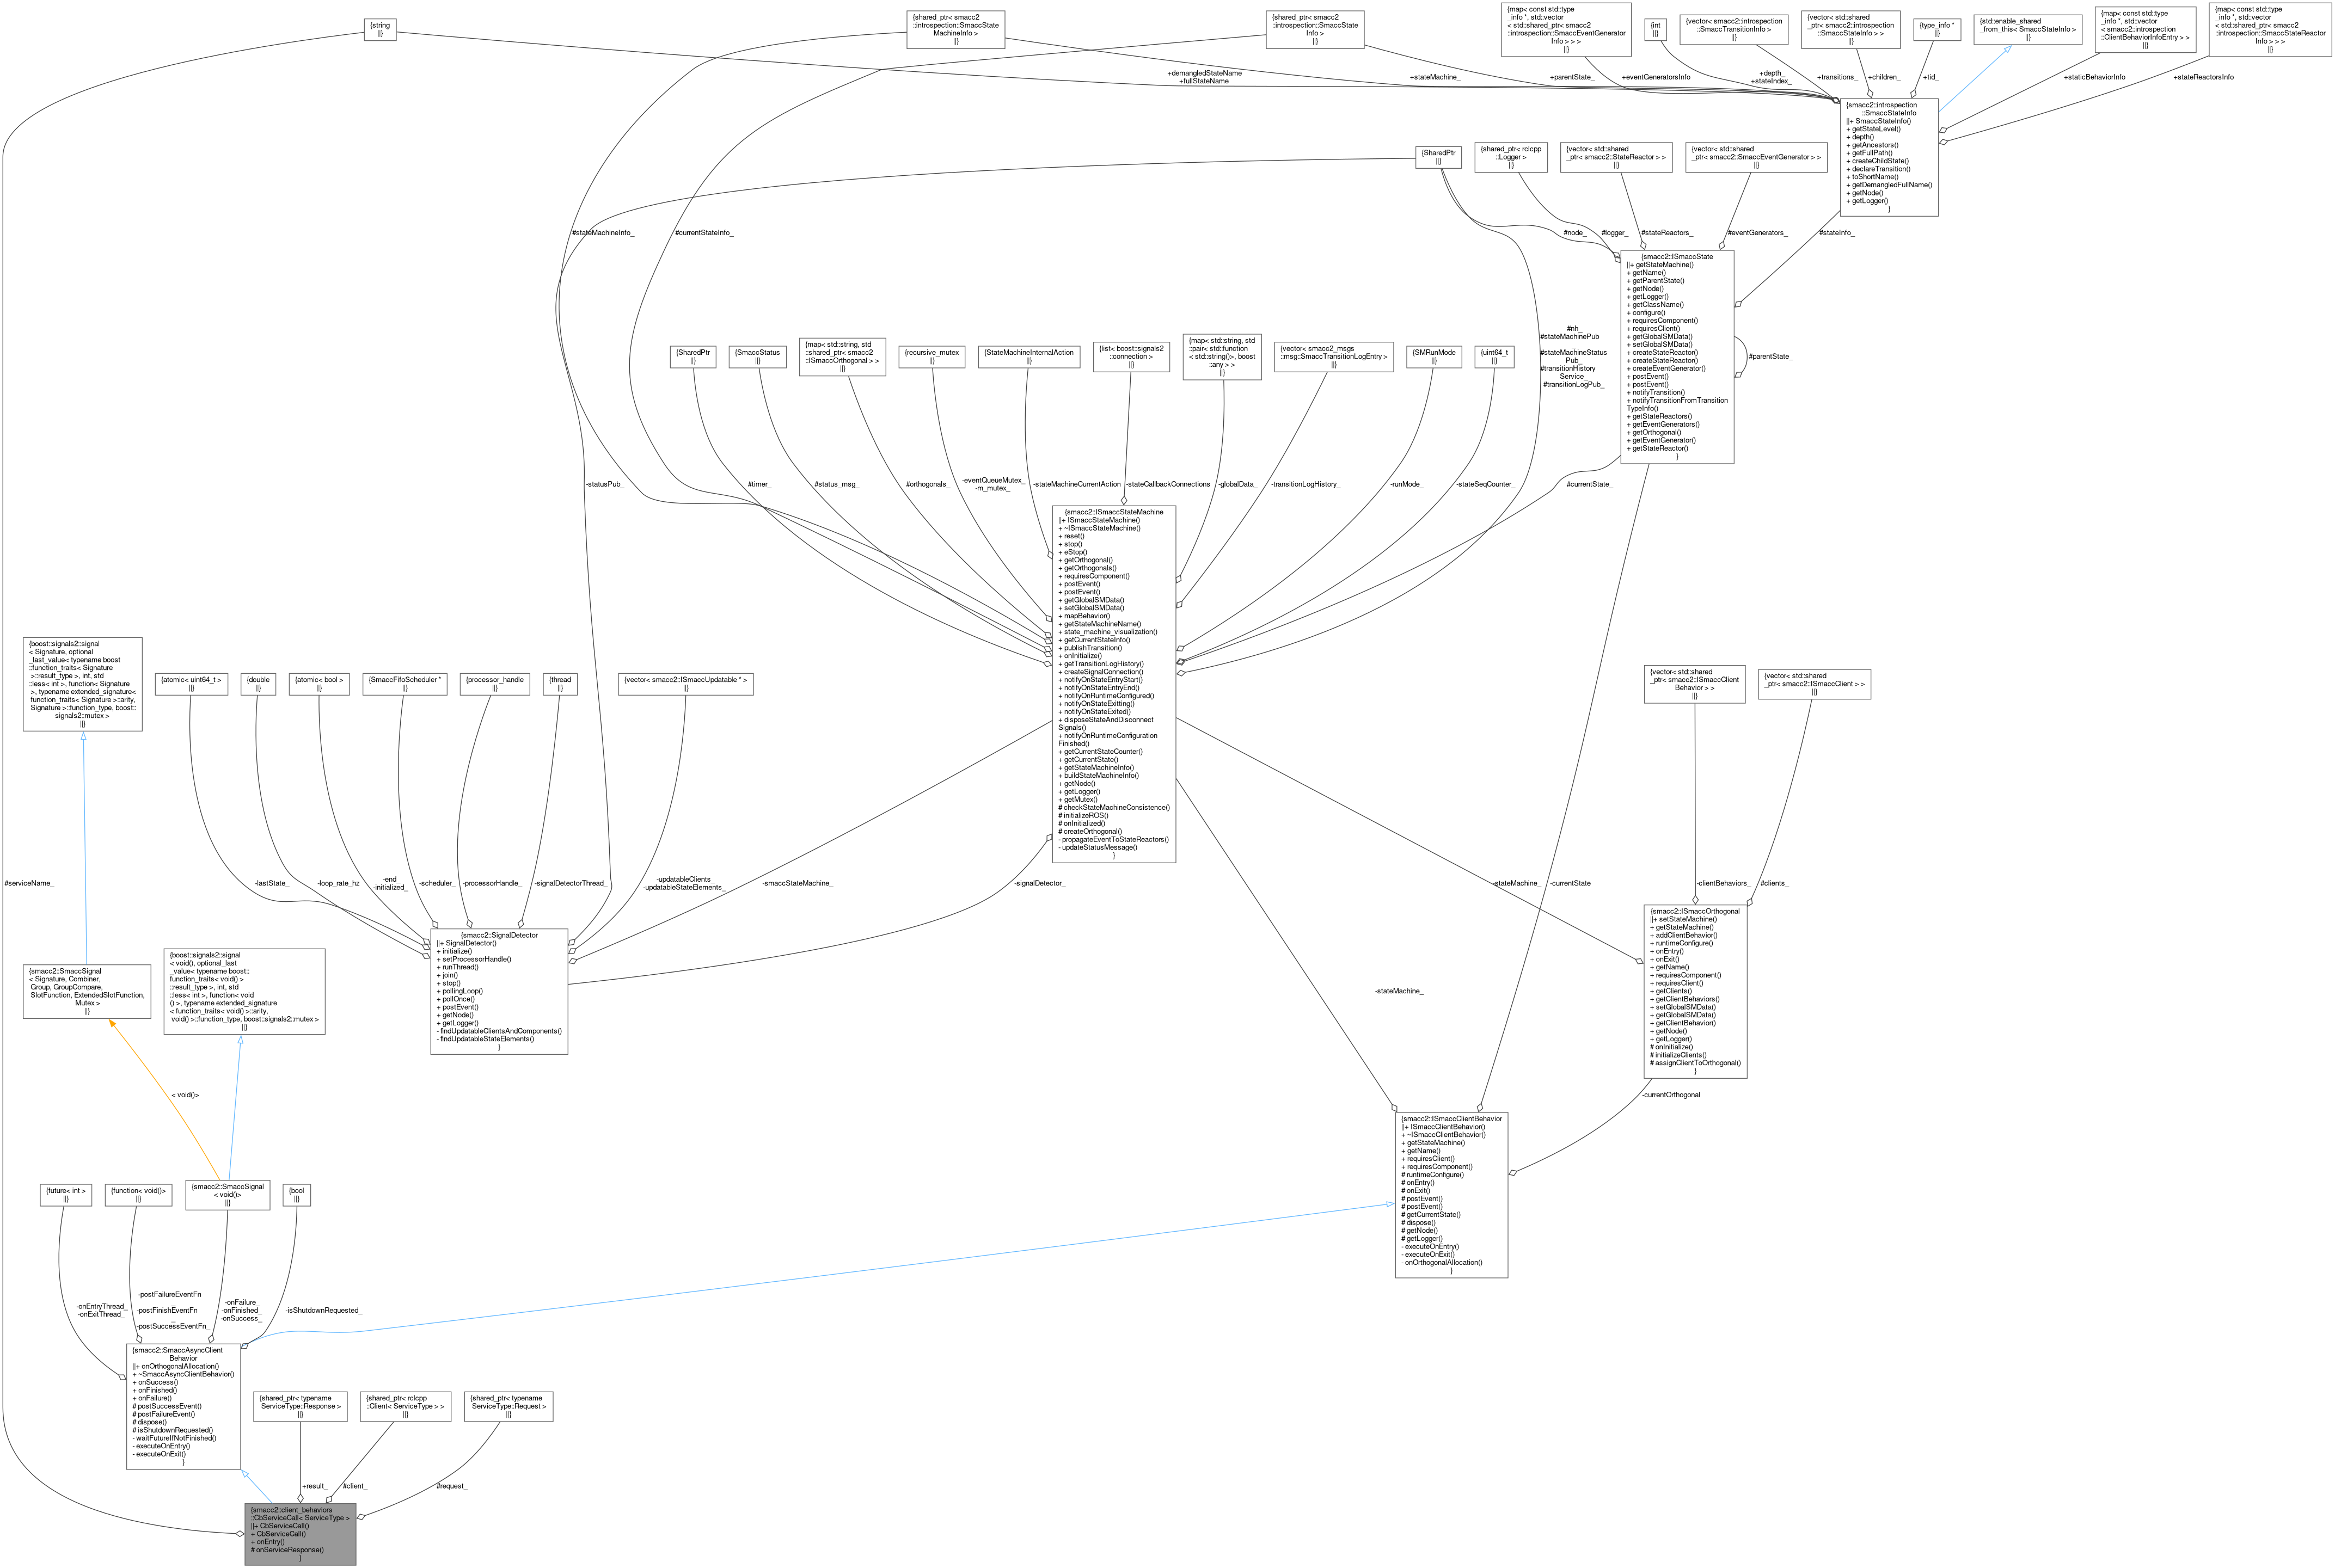 {string
||}
{shared_ptr< smacc2
::introspection::SmaccState
MachineInfo >
||}
{shared_ptr< smacc2
::introspection::SmaccState
Info >
||}
{map< const std::type
_info *, std::vector
< std::shared_ptr< smacc2
::introspection::SmaccEventGenerator
Info > > >
||}
{int
||}
{vector< smacc2::introspection
::SmaccTransitionInfo >
||}
{vector< std::shared
_ptr< smacc2::introspection
::SmaccStateInfo > >
||}
{type_info *
||}
{std::enable_shared
_from_this< SmaccStateInfo >
||}
{map< const std::type
_info *, std::vector
< smacc2::introspection
::ClientBehaviorInfoEntry > >
||}
{map< const std::type
_info *, std::vector
< std::shared_ptr< smacc2
::introspection::SmaccStateReactor
Info > > >
||}
+demangledStateName
+fullStateName
+stateMachine_
+parentState_
+eventGeneratorsInfo
+depth_
+stateIndex_
+transitions_
+children_
+tid_
+staticBehaviorInfo
+stateReactorsInfo
{smacc2::introspection
::SmaccStateInfo
||+ SmaccStateInfo()
+ getStateLevel()
+ depth()
+ getAncestors()
+ getFullPath()
+ createChildState()
+ declareTransition()
+ toShortName()
+ getDemangledFullName()
+ getNode()
+ getLogger()
}
{SharedPtr
||}
{shared_ptr< rclcpp
::Logger >
||}
{vector< std::shared
_ptr< smacc2::StateReactor > >
||}
{vector< std::shared
_ptr< smacc2::SmaccEventGenerator > >
||}
#stateMachineInfo_
#currentStateInfo_
#node_
#logger_
#stateReactors_
#eventGenerators_
#stateInfo_
{smacc2::ISmaccState
||+ getStateMachine()
+ getName()
+ getParentState()
+ getNode()
+ getLogger()
+ getClassName()
+ configure()
+ requiresComponent()
+ requiresClient()
+ getGlobalSMData()
+ setGlobalSMData()
+ createStateReactor()
+ createStateReactor()
+ createEventGenerator()
+ postEvent()
+ postEvent()
+ notifyTransition()
+ notifyTransitionFromTransition
TypeInfo()
+ getStateReactors()
+ getEventGenerators()
+ getOrthogonal()
+ getEventGenerator()
+ getStateReactor()
}
#parentState_
{SharedPtr
||}
{SmaccStatus
||}
{map< std::string, std
::shared_ptr< smacc2
::ISmaccOrthogonal > >
||}
{recursive_mutex
||}
{StateMachineInternalAction
||}
{list< boost::signals2
::connection >
||}
{map< std::string, std
::pair< std::function
< std::string()>, boost
::any > >
||}
{vector< smacc2_msgs
::msg::SmaccTransitionLogEntry >
||}
{SMRunMode
||}
{uint64_t
||}
#nh_
#stateMachinePub
_
#stateMachineStatus
Pub_
#transitionHistory
Service_
#transitionLogPub_
-statusPub_
#timer_
#status_msg_
#orthogonals_
-eventQueueMutex_
-m_mutex_
-stateMachineCurrentAction
-stateCallbackConnections
-globalData_
-transitionLogHistory_
-runMode_
-stateSeqCounter_
#currentState_
{smacc2::ISmaccStateMachine
||+ ISmaccStateMachine()
+ ~ISmaccStateMachine()
+ reset()
+ stop()
+ eStop()
+ getOrthogonal()
+ getOrthogonals()
+ requiresComponent()
+ postEvent()
+ postEvent()
+ getGlobalSMData()
+ setGlobalSMData()
+ mapBehavior()
+ getStateMachineName()
+ state_machine_visualization()
+ getCurrentStateInfo()
+ publishTransition()
+ onInitialize()
+ getTransitionLogHistory()
+ createSignalConnection()
+ notifyOnStateEntryStart()
+ notifyOnStateEntryEnd()
+ notifyOnRuntimeConfigured()
+ notifyOnStateExitting()
+ notifyOnStateExited()
+ disposeStateAndDisconnect
Signals()
+ notifyOnRuntimeConfiguration
Finished()
+ getCurrentStateCounter()
+ getCurrentState()
+ getStateMachineInfo()
+ buildStateMachineInfo()
+ getNode()
+ getLogger()
+ getMutex()
# checkStateMachineConsistence()
# initializeROS()
# onInitialized()
# createOrthogonal()
- propagateEventToStateReactors()
- updateStatusMessage()
}
{boost::signals2::signal
< Signature, optional
_last_value< typename boost
::function_traits< Signature
>::result_type >, int, std
::less< int >, function< Signature
>, typename extended_signature<
function_traits< Signature >::arity,
Signature >::function_type, boost::
signals2::mutex >
||}
{atomic< uint64_t >
||}
{double
||}
{atomic< bool >
||}
{SmaccFifoScheduler *
||}
{processor_handle
||}
{thread
||}
{vector< smacc2::ISmaccUpdatable * >
||}
{vector< std::shared
_ptr< smacc2::ISmaccClient
Behavior > >
||}
{vector< std::shared
_ptr< smacc2::ISmaccClient > >
||}
#serviceName_
-lastState_
-loop_rate_hz
-end_
-initialized_
-scheduler_
-processorHandle_
-signalDetectorThread_
-updatableClients_
-updatableStateElements_
-smaccStateMachine_
-signalDetector_
-stateMachine_
-currentState
-clientBehaviors_
#clients_
{smacc2::SignalDetector
||+ SignalDetector()
+ initialize()
+ setProcessorHandle()
+ runThread()
+ join()
+ stop()
+ pollingLoop()
+ pollOnce()
+ postEvent()
+ getNode()
+ getLogger()
- findUpdatableClientsAndComponents()
- findUpdatableStateElements()
}
{smacc2::ISmaccOrthogonal
||+ setStateMachine()
+ getStateMachine()
+ addClientBehavior()
+ runtimeConfigure()
+ onEntry()
+ onExit()
+ getName()
+ requiresComponent()
+ requiresClient()
+ getClients()
+ getClientBehaviors()
+ setGlobalSMData()
+ getGlobalSMData()
+ getClientBehavior()
+ getNode()
+ getLogger()
# onInitialize()
# initializeClients()
# assignClientToOrthogonal()
}
{smacc2::SmaccSignal
< Signature, Combiner,
Group, GroupCompare,
SlotFunction, ExtendedSlotFunction,
Mutex >
||}
{boost::signals2::signal
< void(), optional_last
_value< typename boost::
function_traits< void() >
::result_type >, int, std
::less< int >, function< void
() >, typename extended_signature
< function_traits< void() >::arity,
void() >::function_type, boost::signals2::mutex >
||}
-stateMachine_
< void()>
-currentOrthogonal
{smacc2::ISmaccClientBehavior
||+ ISmaccClientBehavior()
+ ~ISmaccClientBehavior()
+ getStateMachine()
+ getName()
+ requiresClient()
+ requiresComponent()
# runtimeConfigure()
# onEntry()
# onExit()
# postEvent()
# postEvent()
# getCurrentState()
# dispose()
# getNode()
# getLogger()
- executeOnEntry()
- executeOnExit()
- onOrthogonalAllocation()
}
{future< int >
||}
{function< void()>
||}
{smacc2::SmaccSignal
< void()>
||}
{bool
||}
-onEntryThread_
-onExitThread_
-postFailureEventFn
_
-postFinishEventFn
_
-postSuccessEventFn_
-onFailure_
-onFinished_
-onSuccess_
-isShutdownRequested_
{smacc2::SmaccAsyncClient
Behavior
||+ onOrthogonalAllocation()
+ ~SmaccAsyncClientBehavior()
+ onSuccess()
+ onFinished()
+ onFailure()
# postSuccessEvent()
# postFailureEvent()
# dispose()
# isShutdownRequested()
- waitFutureIfNotFinished()
- executeOnEntry()
- executeOnExit()
}
{shared_ptr< typename
ServiceType::Response >
||}
{shared_ptr< rclcpp
::Client< ServiceType > >
||}
{shared_ptr< typename
ServiceType::Request >
||}
+result_
#client_
#request_
{smacc2::client_behaviors
::CbServiceCall< ServiceType >
||+ CbServiceCall()
+ CbServiceCall()
+ onEntry()
# onServiceResponse()
}